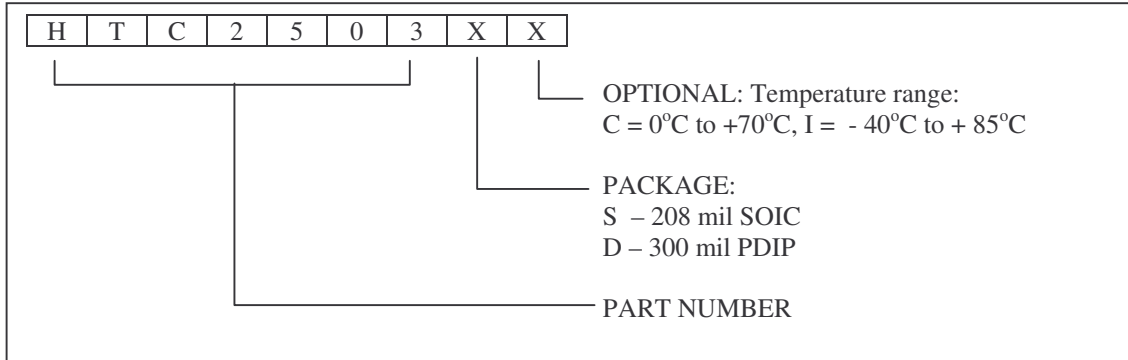 H T C 2 5 0 3 X X
OPTIONAL: Temperature range:
C = 0°C to +70°C, I = - 40°C to + 85°C
PACKAGE:
S – 208 mil SOIC
D – 300 mil PDIP
PART NUMBER